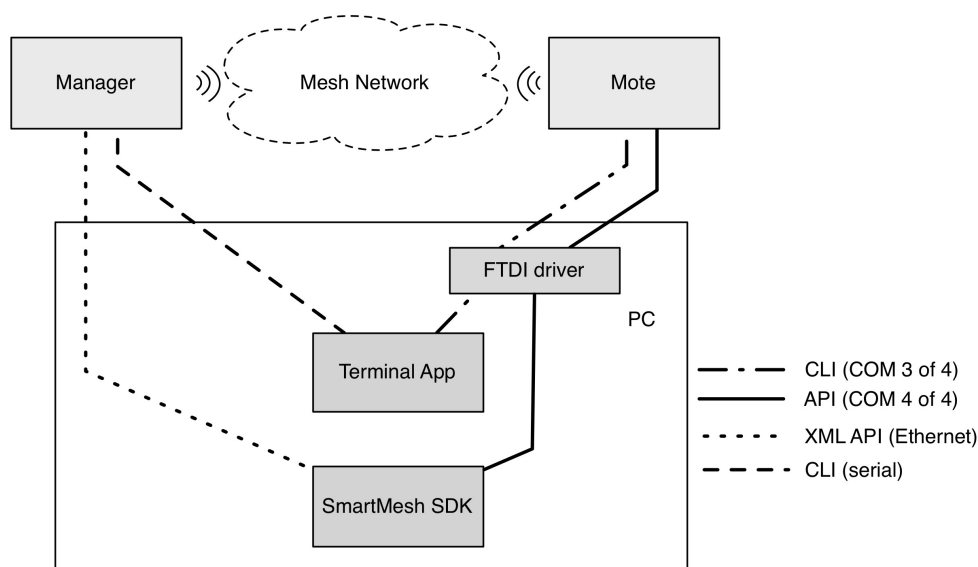 Manager
Mesh Network
Mote
FTDI driver
PC
Terminal App
SmartMesh SDK
CLI (COM 3 of 4)
API (COM 4 of 4)
XML API (Ethernet)
CLI (serial)